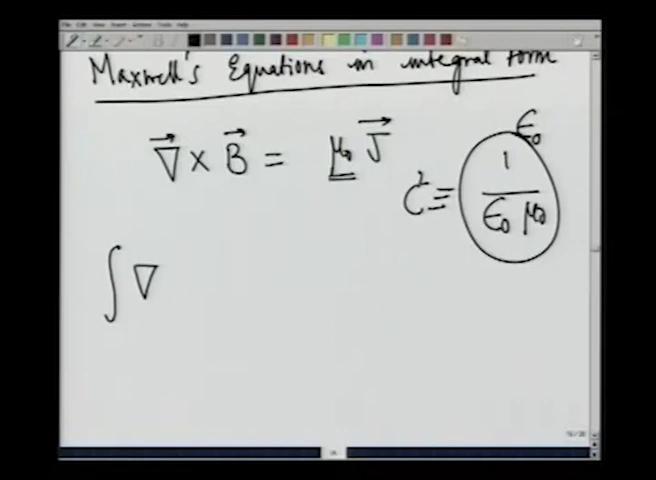 Maxwell's Equations in integral form
∇⃗ × B⃗ = μ₀ J⃗
C² ≡ 1 / (ε₀ μ₀)
ε₀
∫ ∇